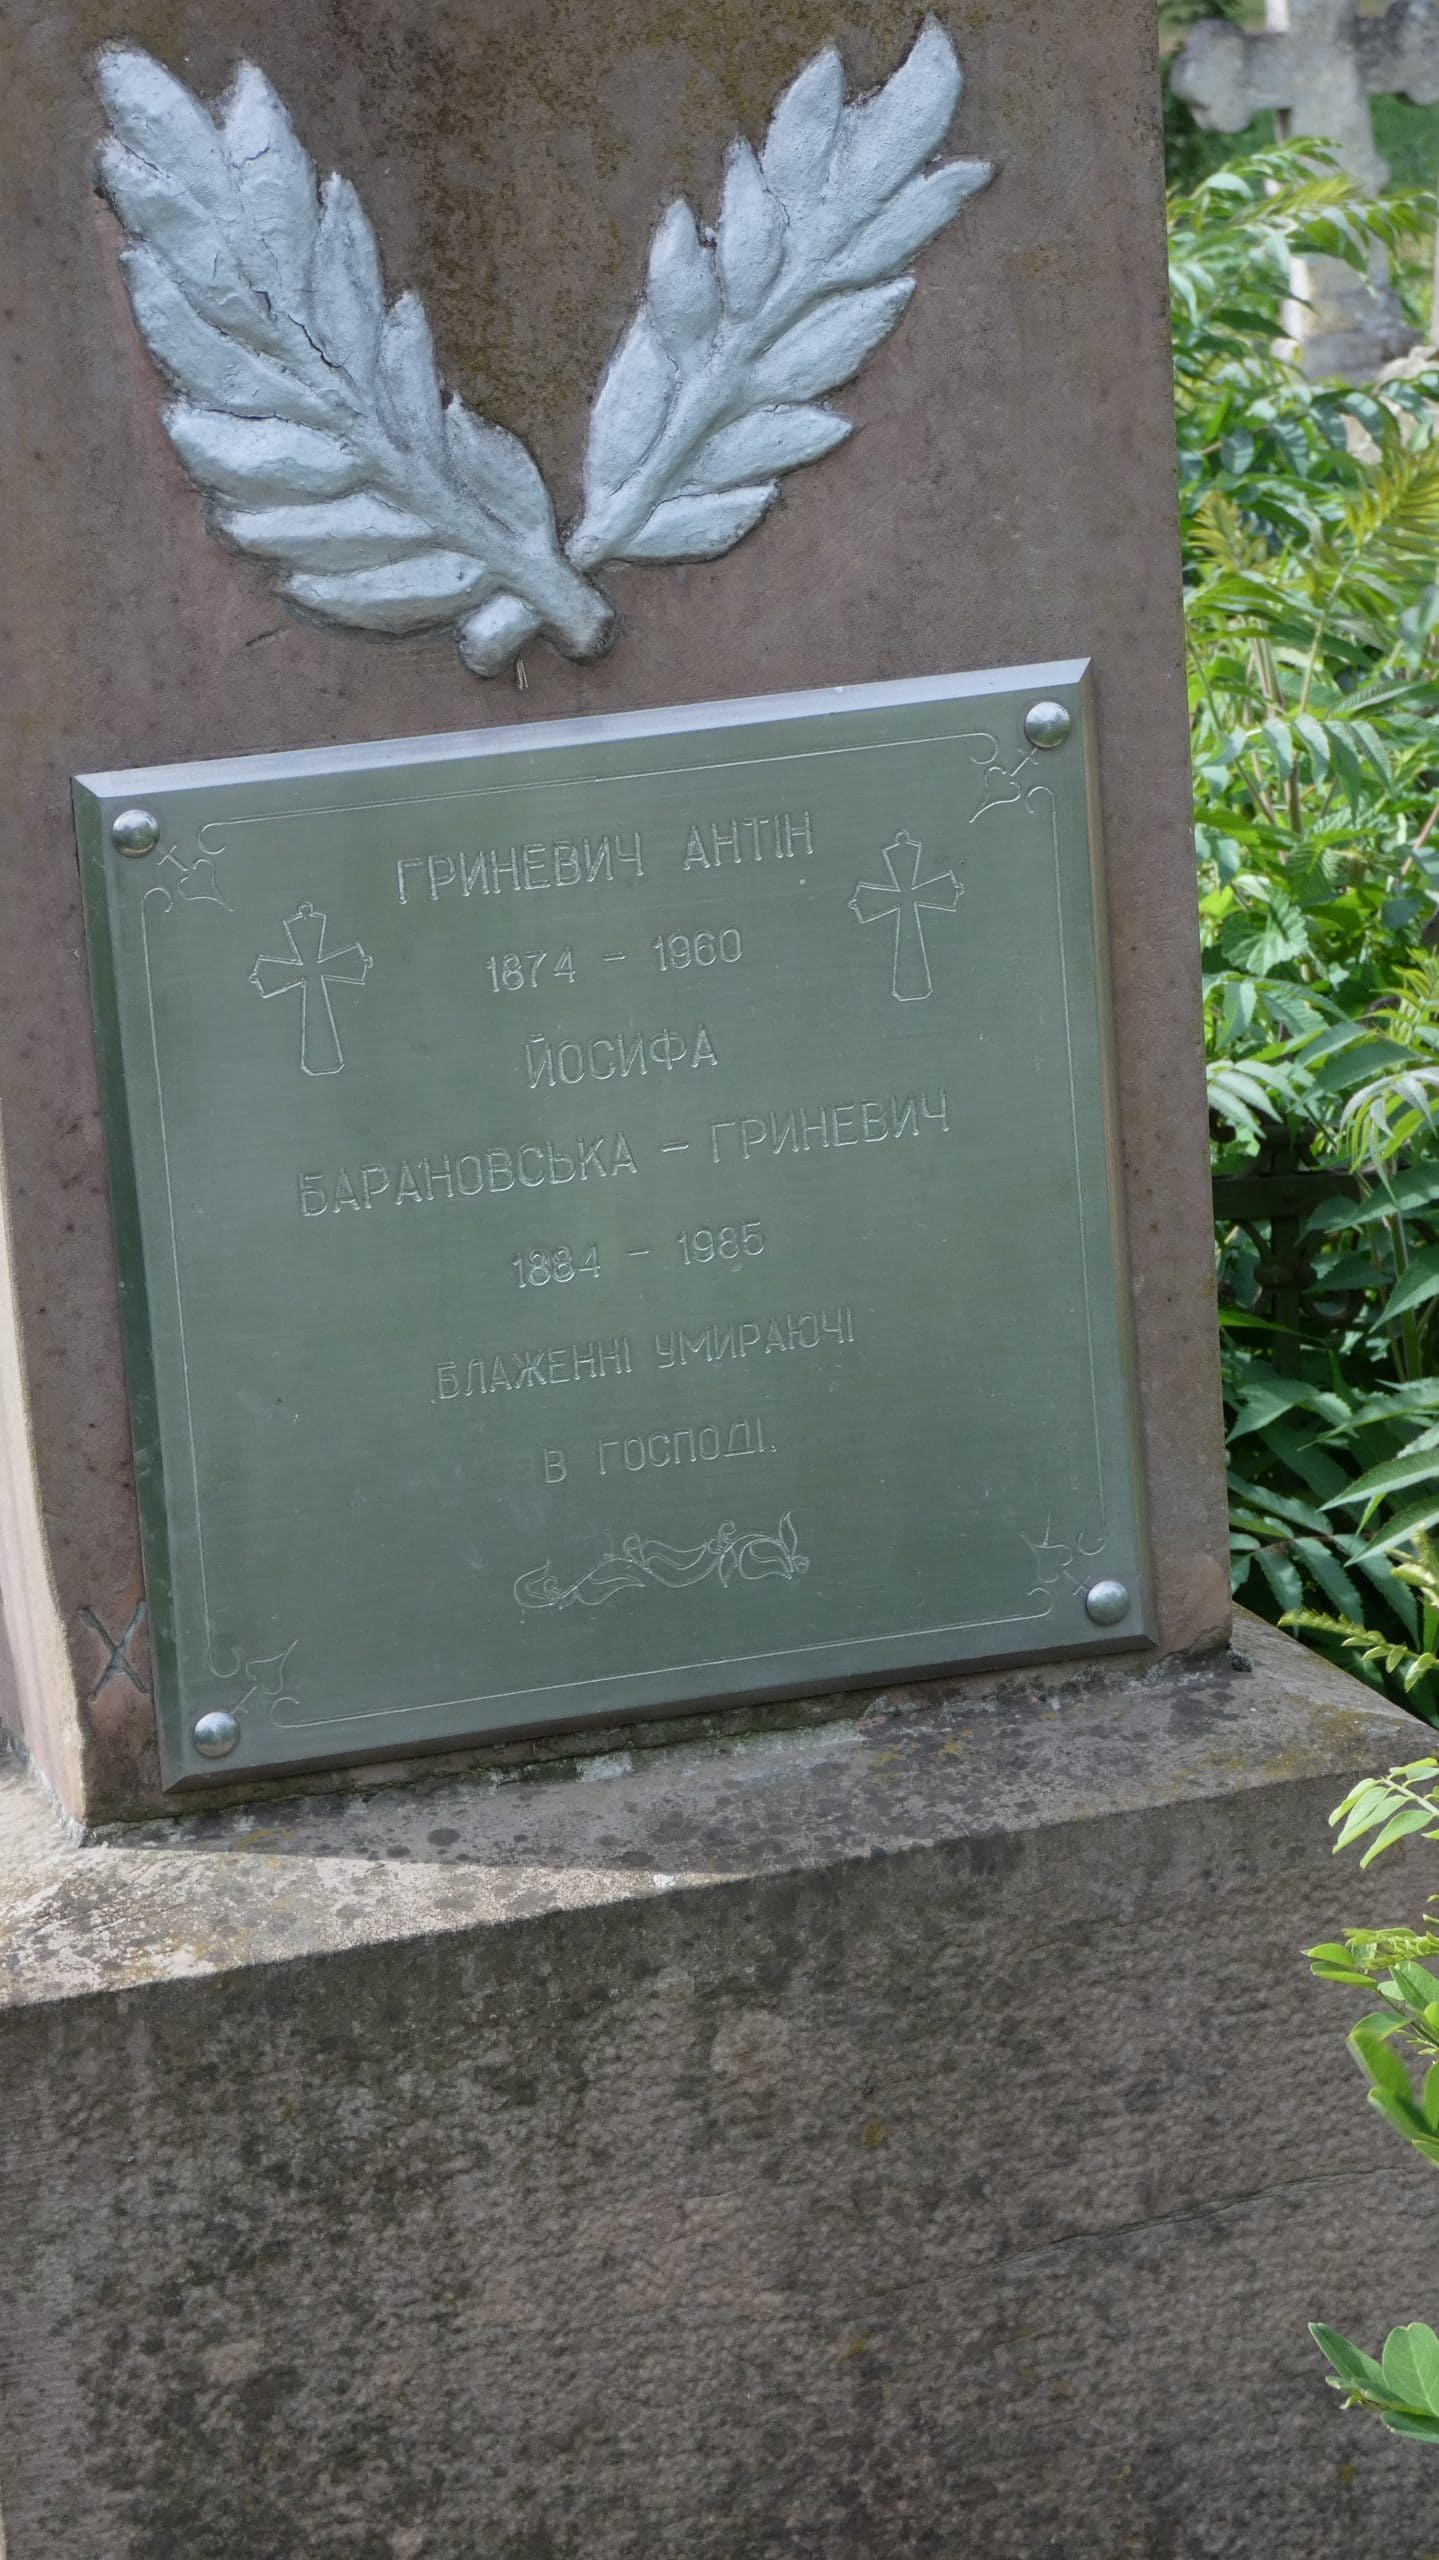 ГРИНЕВИЧ АНТІН
1874 - 1960
ЙОСИФА
БАРАНОВСЬКА - ГРИНЕВИЧ
1884 - 1985
БЛАЖЕННІ УМИРАЮЧІ
В ГОСПОДІ.
X